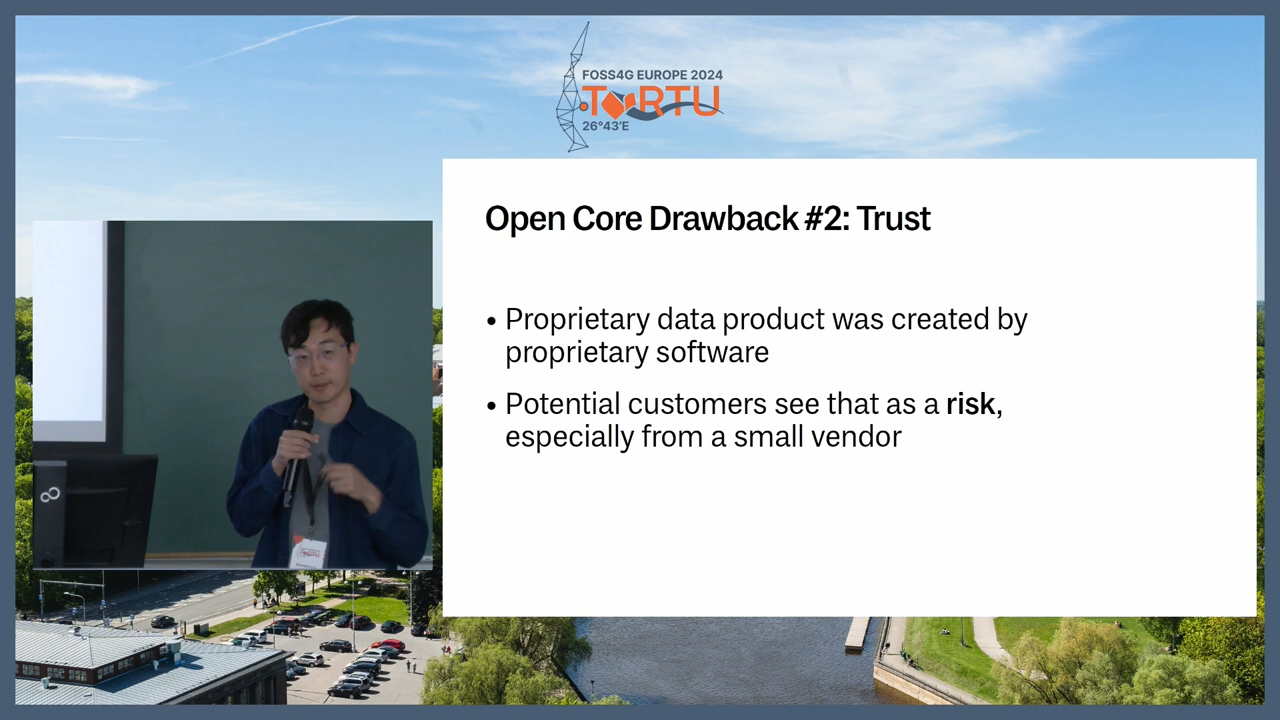 FOSS4G EUROPE 2024
TARTU
26°43'E
Open Core Drawback #2: Trust
• Proprietary data product was created by
proprietary software
• Potential customers see that as a risk,
especially from a small vendor